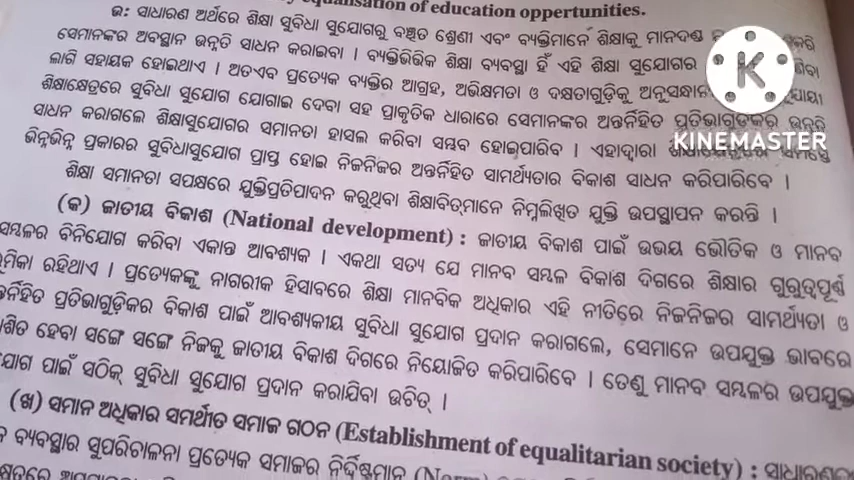 equalisation of education oppertunities.
ଉ: ସାଧାରଣ ଅର୍ଥରେ ଶିକ୍ଷା ସୁବିଧା ସୁଯୋଗରୁ ବଞ୍ଚିତ ଶ୍ରେଣୀ ଏବଂ ବ୍ୟକ୍ତିମାନେ ଶିକ୍ଷାକୁ ମାନଦଣ୍ଡ
ସେମାନଙ୍କର ଅବସ୍ଥାନ ଉନ୍ନତି ସାଧନ କରାଇବା । ବ୍ୟକ୍ତିଭିତ୍ତିକ ଶିକ୍ଷା ବ୍ୟବସ୍ଥା ହିଁ ଏହି ଶିକ୍ଷା ସୁଯୋଗର
ଲାଗି ସହାୟକ ହୋଇଥାଏ । ଅତଏବ ପ୍ରତ୍ୟେକ ବ୍ୟକ୍ତିର ଆଗ୍ରହ, ଅଭିକ୍ଷମତା ଓ ଦକ୍ଷତାଗୁଡ଼ିକୁ
ଶିକ୍ଷାକ୍ଷେତ୍ରରେ ସୁବିଧା ସୁଯୋଗ ଯୋଗାଇ ଦେବା ସହ ପ୍ରାକୃତିକ ଧାରାରେ ସେମାନଙ୍କର ଅନ୍ତର୍ନିହିତ ପ୍ରତିଭାଗୁଡ଼ିକର ଉନ୍ନତି
ସାଧନ କରାଗଲେ ଶିକ୍ଷାସୁଯୋଗର ସମାନତା ହାସଲ କରିବା ସମ୍ଭବ ହୋଇପାରିବ । ଏହାଦ୍ୱାରା
ଭିନ୍ନଭିନ୍ନ ପ୍ରକାରର ସୁବିଧାସୁଯୋଗ ପ୍ରାପ୍ତ ହୋଇ ନିଜନିଜର ଅନ୍ତର୍ନିହିତ ସାମର୍ଥ୍ୟତାର ବିକାଶ ସାଧନ କରିପାରିବେ ।
ଶିକ୍ଷା ସମାନତା ସପକ୍ଷରେ ଯୁକ୍ତିପ୍ରତିପାଦନ କରୁଥିବା ଶିକ୍ଷାବିତ୍‌ମାନେ ନିମ୍ନଲିଖିତ ଯୁକ୍ତି ଉପସ୍ଥାପନ କରନ୍ତି ।
(କ) ଜାତୀୟ ବିକାଶ (National development) : ଜାତୀୟ ବିକାଶ ପାଇଁ ଉଭୟ ଭୌତିକ ଓ ମାନବ
ସମ୍ବଳର ବିନିଯୋଗ କରିବା ଏକାନ୍ତ ଆବଶ୍ୟକ । ଏକଥା ସତ୍ୟ ଯେ ମାନବ ସମ୍ବଳ ବିକାଶ ଦିଗରେ ଶିକ୍ଷାର ଗୁରୁତ୍ୱପୂର୍ଣ୍ଣ
ରହିଥାଏ । ପ୍ରତ୍ୟେକଙ୍କୁ ନାଗରୀକ ହିସାବରେ ଶିକ୍ଷା ମାନବିକ ଅଧିକାର ଏହି ନୀତିରେ ନିଜନିଜର ସାମର୍ଥ୍ୟତା ଓ
ପ୍ରତିଭାଗୁଡ଼ିକର ବିକାଶ ପାଇଁ ଆବଶ୍ୟକୀୟ ସୁବିଧା ସୁଯୋଗ ପ୍ରଦାନ କରାଗଲେ, ସେମାନେ ଉପଯୁକ୍ତ ଭାବରେ
ହେବା ସଙ୍ଗେ ସଙ୍ଗେ ନିଜକୁ ଜାତୀୟ ବିକାଶ ଦିଗରେ ନିୟୋଜିତ କରିପାରିବେ । ତେଣୁ ମାନବ ସମ୍ବଳର ଉପଯୁକ୍ତ
ପାଇଁ ସଠିକ୍ ସୁବିଧା ସୁଯୋଗ ପ୍ରଦାନ କରାଯିବା ଉଚିତ୍ ।
(ଖ) ସମାନ ଅଧିକାର ସମର୍ଥୀତ ସମାଜ ଗଠନ (Establishment of equalitarian society) :
ବ୍ୟବସ୍ଥାର ସୁପରିଚାଳନା ପ୍ରତ୍ୟେକ ସମାଜର ନିର୍ଦ୍ଦିଷ୍ଟମାନ
K
KINEMASTER